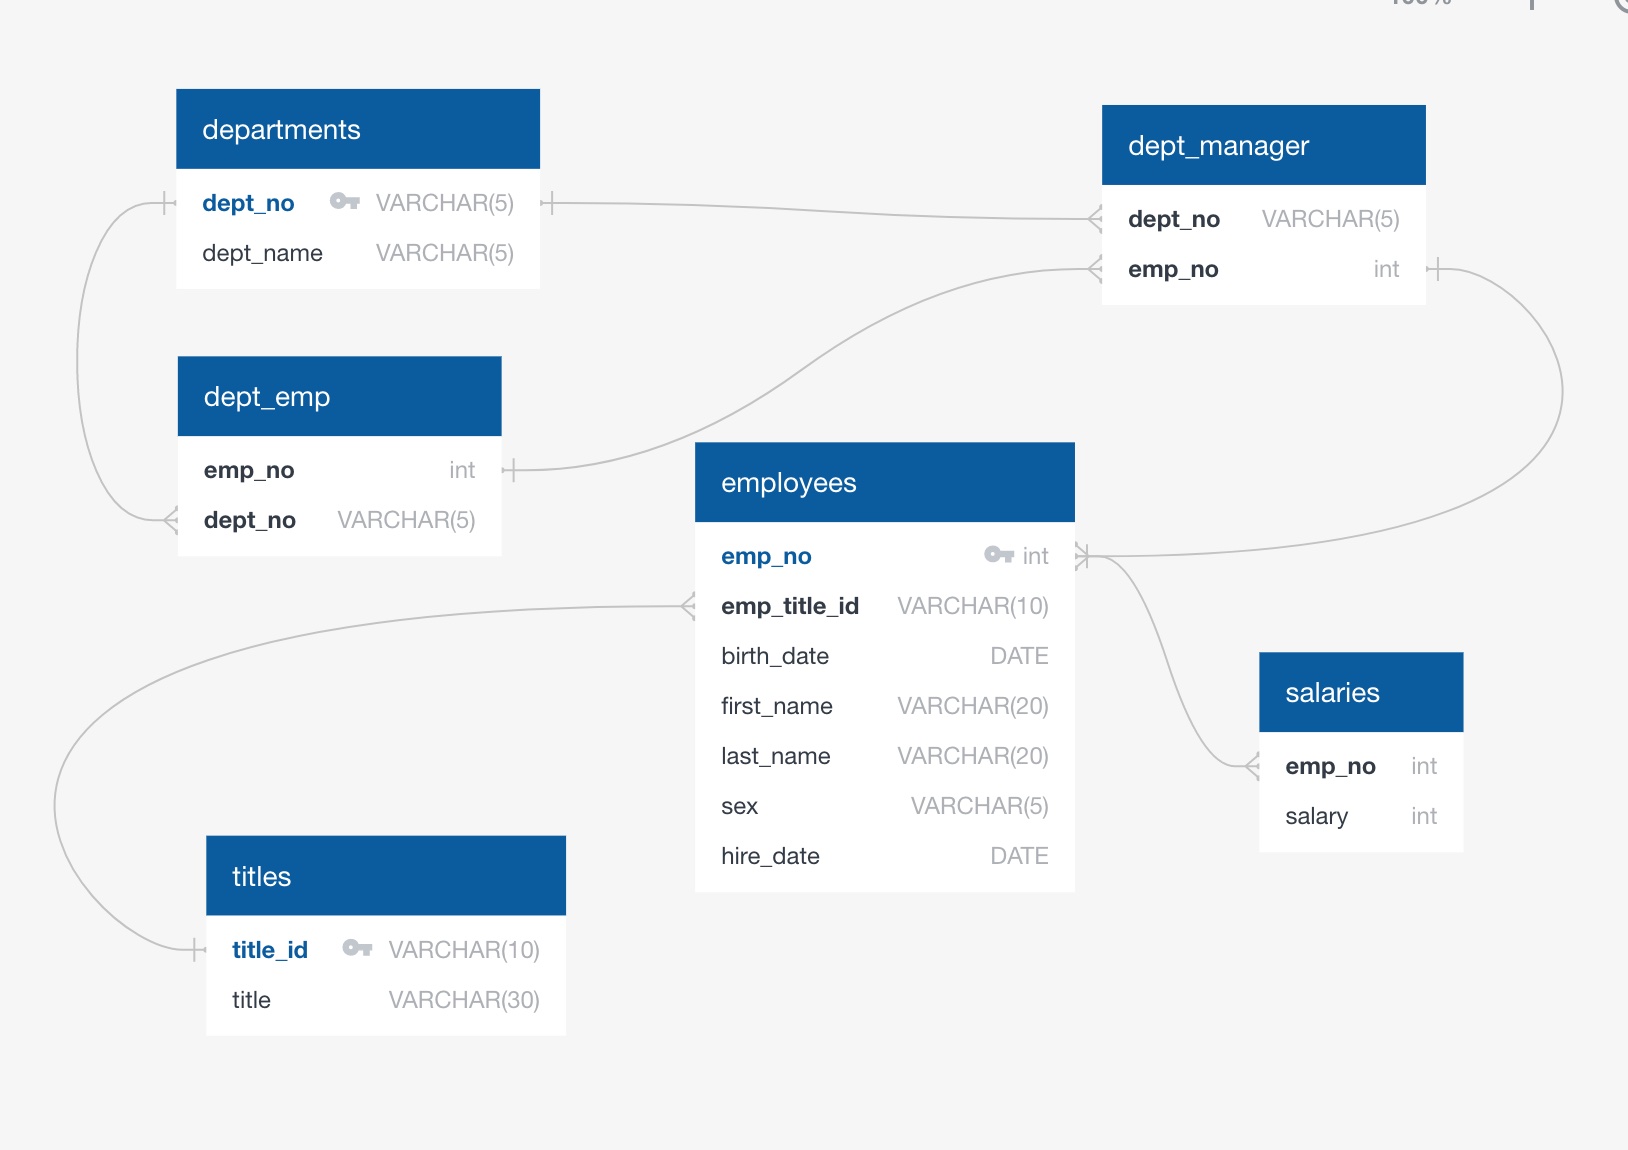 100%
departments
dept_no VARCHAR(5)
dept_name VARCHAR(5)
dept_manager
dept_no VARCHAR(5)
emp_no int
dept_emp
emp_no int
dept_no VARCHAR(5)
employees
emp_no int
emp_title_id VARCHAR(10)
birth_date DATE
first_name VARCHAR(20)
last_name VARCHAR(20)
sex VARCHAR(5)
hire_date DATE
salaries
emp_no int
salary int
titles
title_id VARCHAR(10)
title VARCHAR(30)